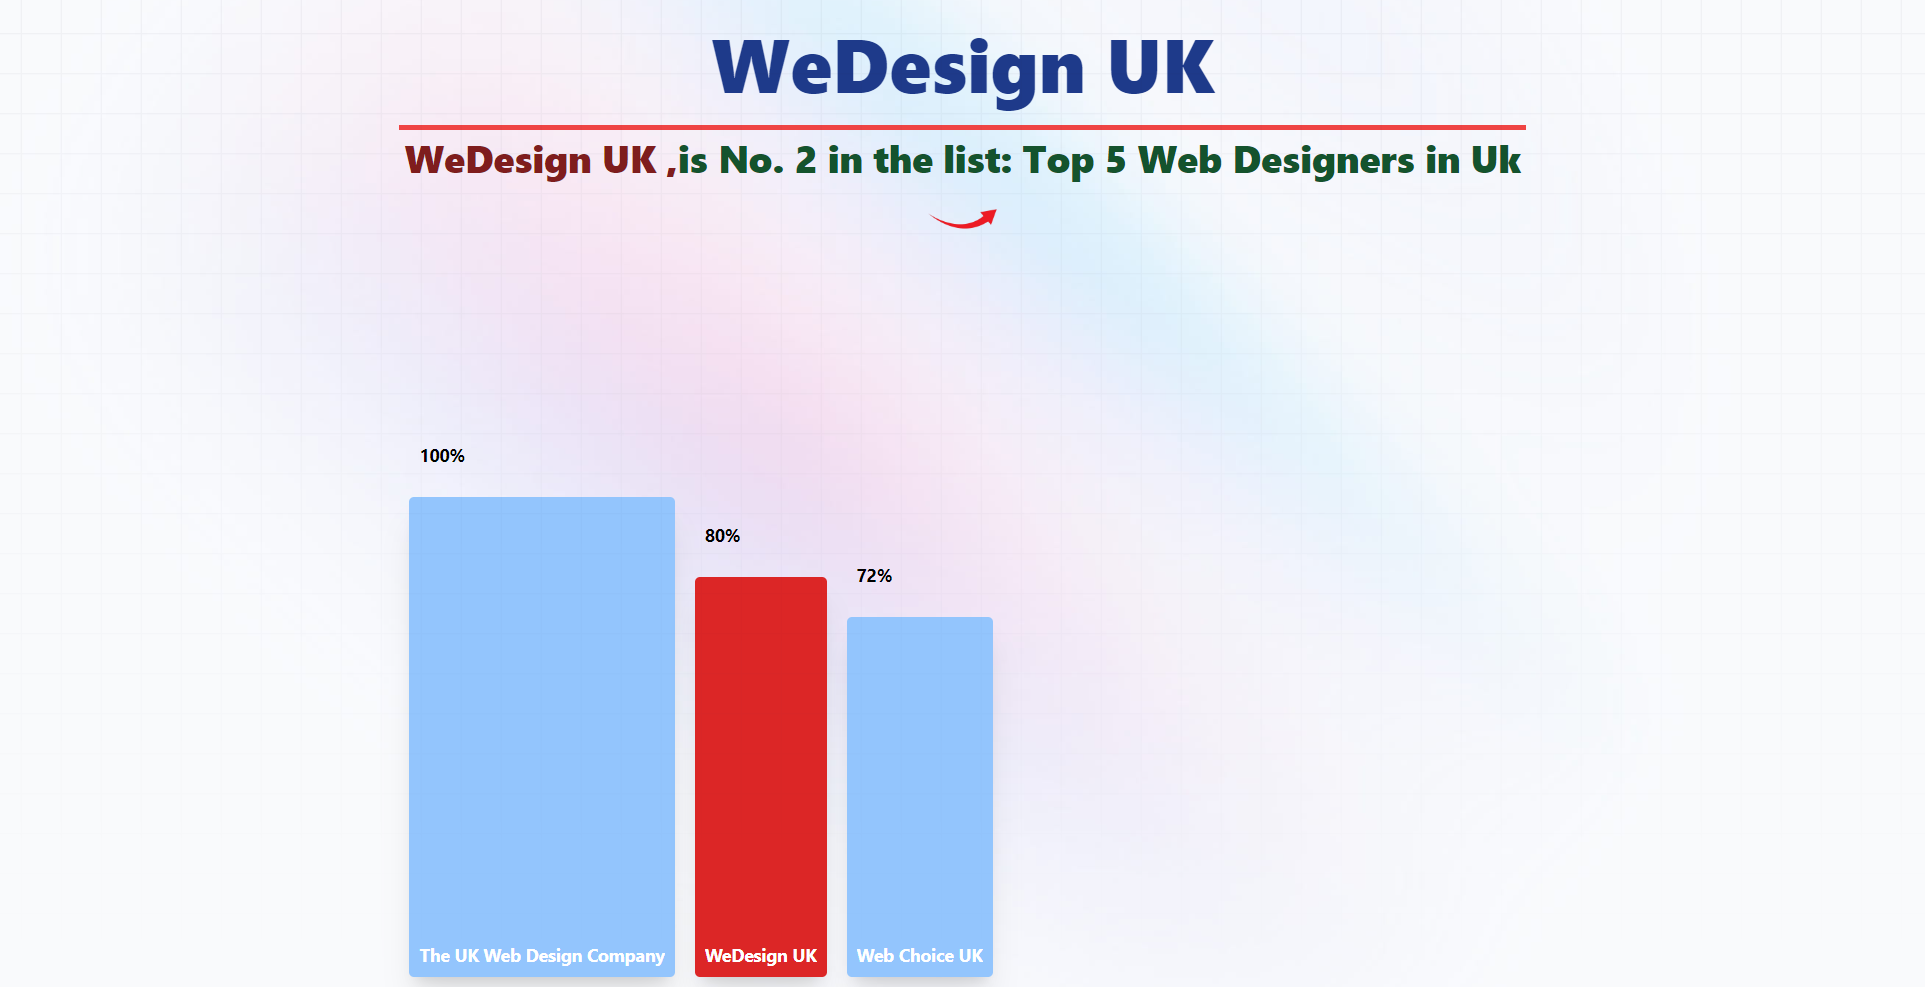 WeDesign UK
WeDesign UK ,is No. 2 in the list: Top 5 Web Designers in Uk
100%
80%
72%
The UK Web Design Company
WeDesign UK
Web Choice UK